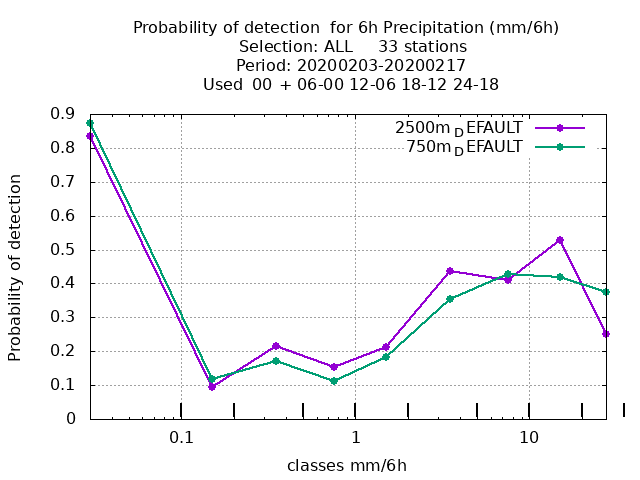 Probability of detection  for 6h Precipitation (mm/6h)
Selection: ALL     33 stations
Period: 20200203-20200217
Used  00  + 06-00 12-06 18-12 24-18
2500m_DEFAULT
750m_DEFAULT
Probability of detection
0.9
0.8
0.7
0.6
0.5
0.4
0.3
0.2
0.1
0
0.1 1 10
classes mm/6h